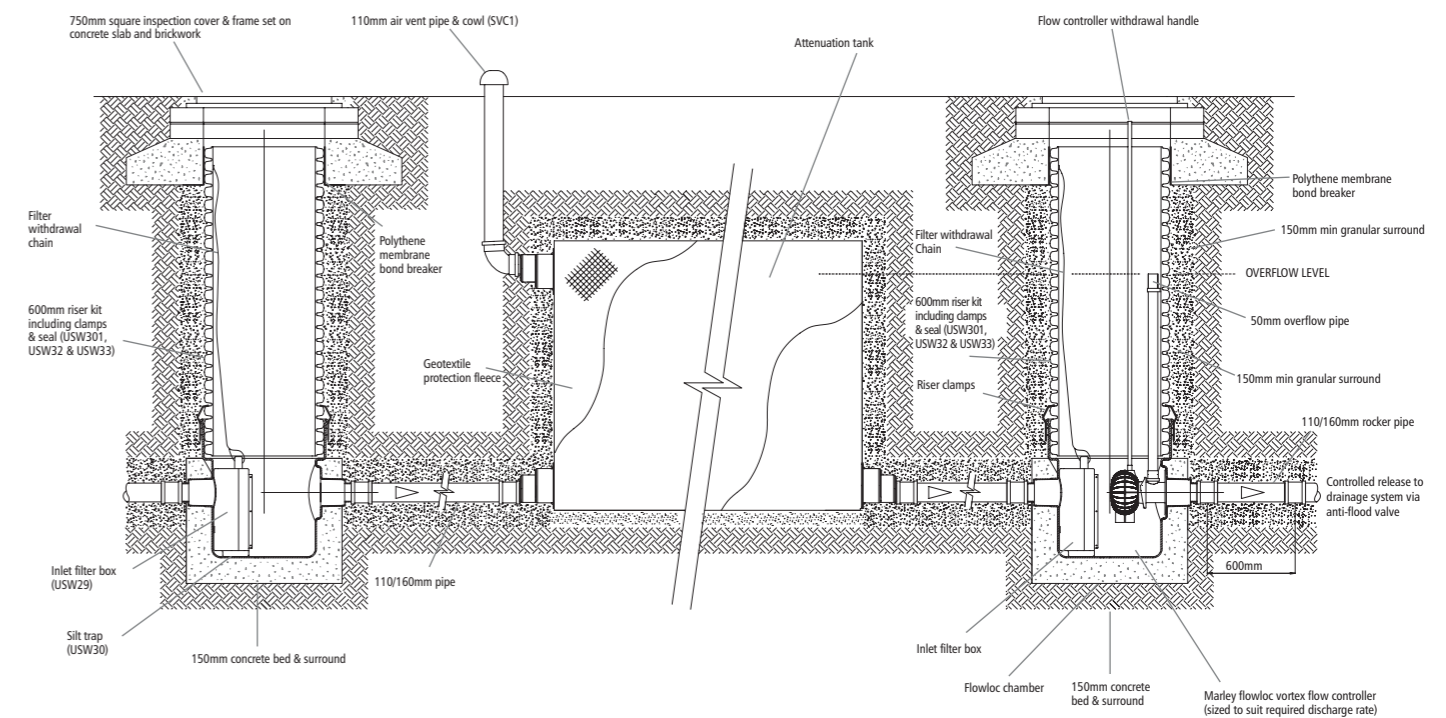 750mm square inspection cover & frame set on
concrete slab and brickwork
110mm air vent pipe & cowl (SVC1)
Attenuation tank
Flow controller withdrawal handle
Filter
withdrawal
chain
Polythene
membrane
bond breaker
600mm riser kit
including clamps
& seal (USW301,
USW32 & USW33)
Geotextile
protection fleece
Inlet filter box
(USW29)
Silt trap
(USW30)
150mm concrete bed & surround
110/160mm pipe
Filter withdrawal
Chain
600mm riser kit
including clamps
& seal (USW301,
USW32 & USW33)
Riser clamps
Polythene membrane
bond breaker
150mm min granular surround
OVERFLOW LEVEL
50mm overflow pipe
150mm min granular surround
110/160mm rocker pipe
Controlled release to
drainage system via
anti-flood valve
600mm
Inlet filter box
Flowloc chamber
150mm concrete
bed & surround
Marley flowloc vortex flow controller
(sized to suit required discharge rate)